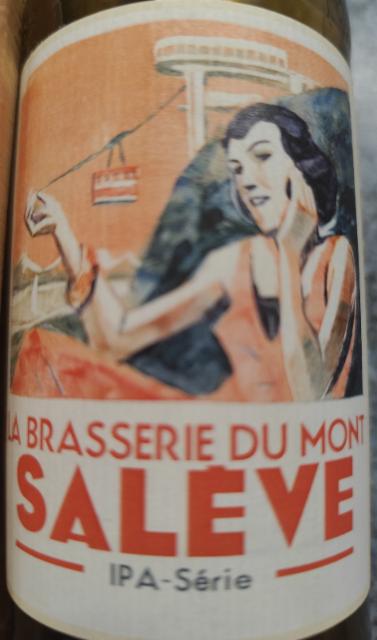 LA BRASSERIE DU MONT
SALÈVE
IPA-Série